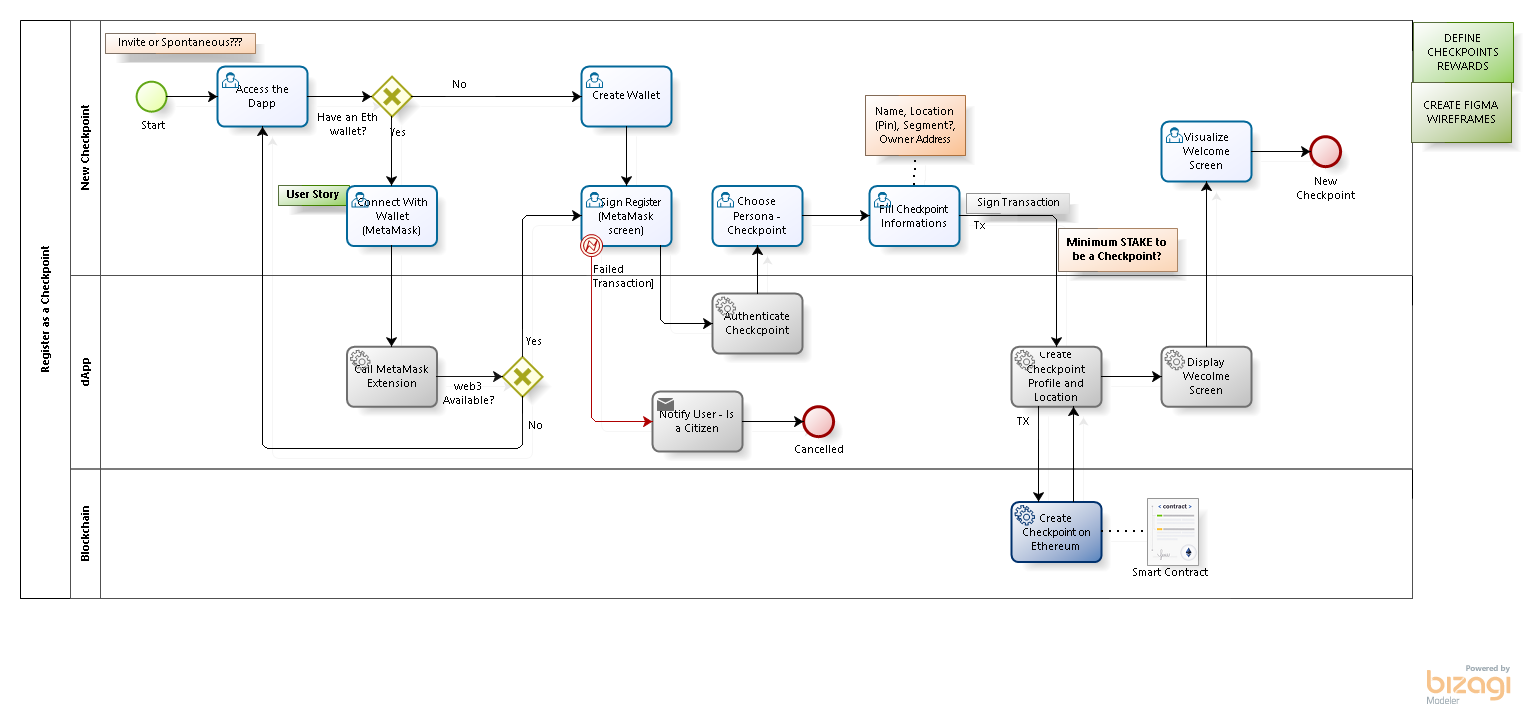 Invite or Spontaneous???
DEFINE
CHECKPOINTS
REWARDS
CREATE FIGMA
WIREFRAMES
Register as a Checkpoint
New Checkpoint
Start
Access the
Dapp
Have an Eth
wallet?
No
Yes
Create Wallet
Name, Location
(Pin), Segment?,
Owner Address
Visualize
Welcome
Screen
New
Checkpoint
User Story
Connect With
Wallet
(MetaMask)
Sign Register
(MetaMask
screen)
Choose
Persona -
Checkpoint
Fill Checkpoint
Informations
Sign Transaction
Tx
Minimum STAKE to
be a Checkpoint?
Failed
Transaction]
dApp
Authenticate
Checkcpoint
Yes
Call MetaMask
Extension
web3
Available?
No
Create
Checkpoint
Profile and
Location
Display
Wecolme
Screen
Notify User - Is
a Citizen
Cancelled
TX
Blockchain
Create
Checkpoint on
Ethereum
< contract >
Smart Contract
Powered by
bizagi
Modeler